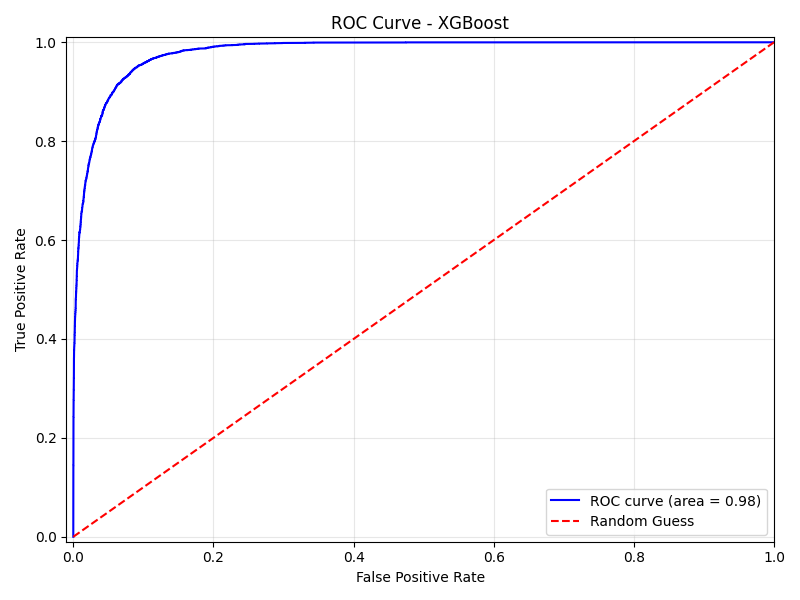 ROC Curve - XGBoost
True Positive Rate
1.0
0.8
0.6
0.4
0.2
0.0
ROC curve (area = 0.98)
Random Guess
0.0 0.2 0.4 0.6 0.8 1.0
False Positive Rate